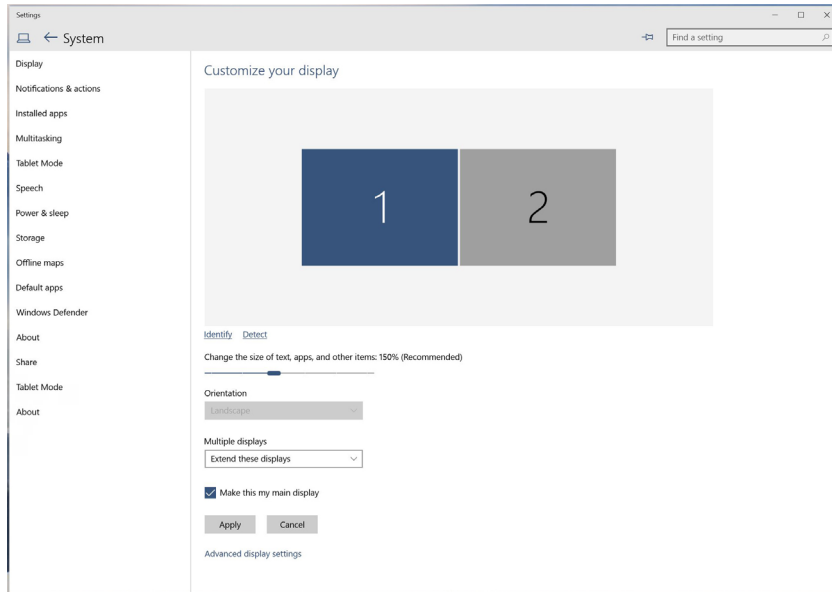 Settings
System
Find a setting
Display
Notifications & actions
Installed apps
Multitasking
Tablet Mode
Speech
Power & sleep
Storage
Offline maps
Default apps
Windows Defender
About
Share
Tablet Mode
About
Customize your display
1
2
Identify Detect
Change the size of text, apps, and other items: 150% (Recommended)
Orientation
Landscape
Multiple displays
Extend these displays
Make this my main display
Apply Cancel
Advanced display settings